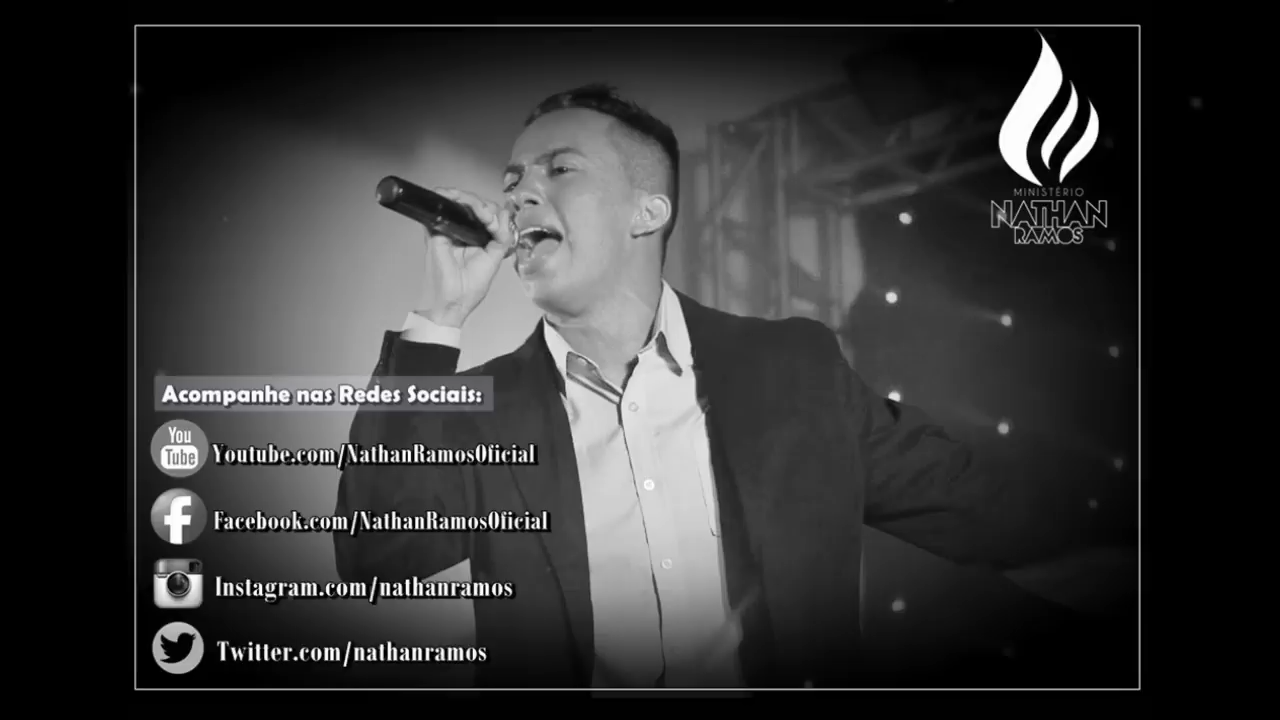 MINISTÉRIO
NATHAN
RAMOS
Acompanhe nas Redes Sociais:
You
Tube
Youtube.com/NathanRamosOficial
f
Facebook.com/NathanRamosOficial
Instagram.com/nathanramos
Twitter.com/nathanramos